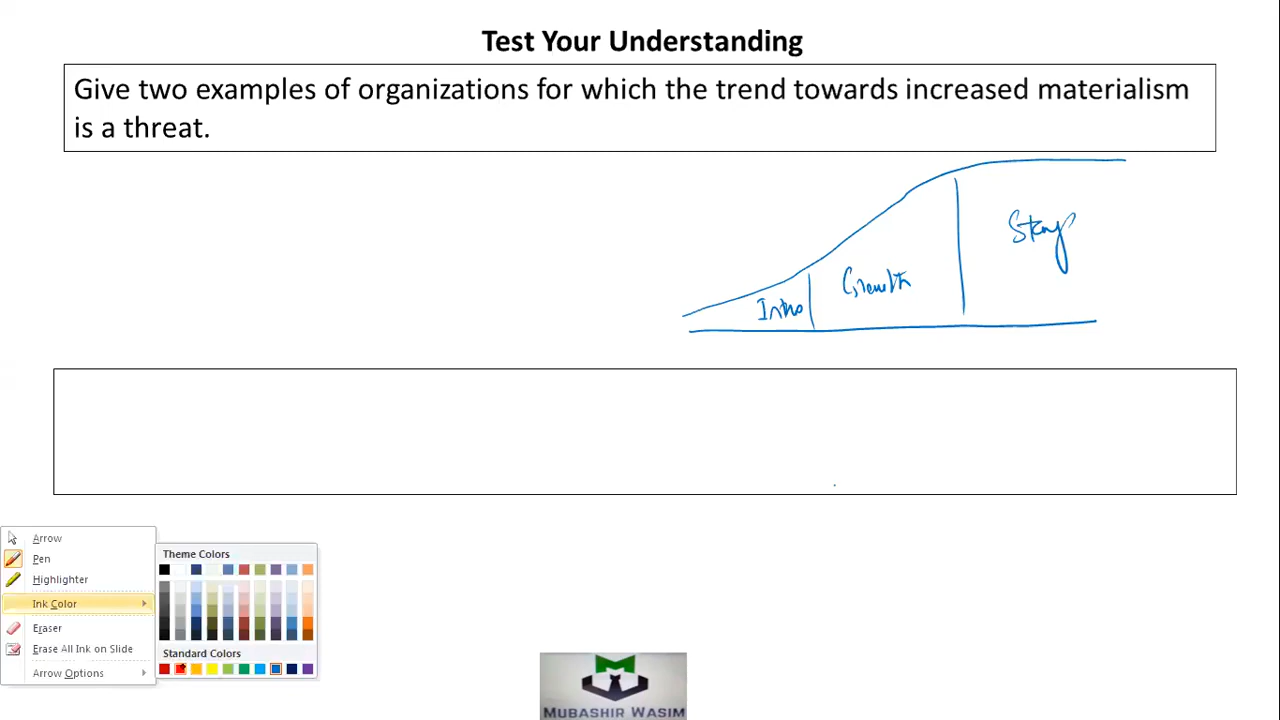 Test Your Understanding
Give two examples of organizations for which the trend towards increased materialism
is a threat.
Growth
Intro
Arrow
Pen
Highlighter
Ink Color
Eraser
Erase All Ink on Slide
Arrow Options
Theme Colors
Standard Colors
MUBASHIR WASIM